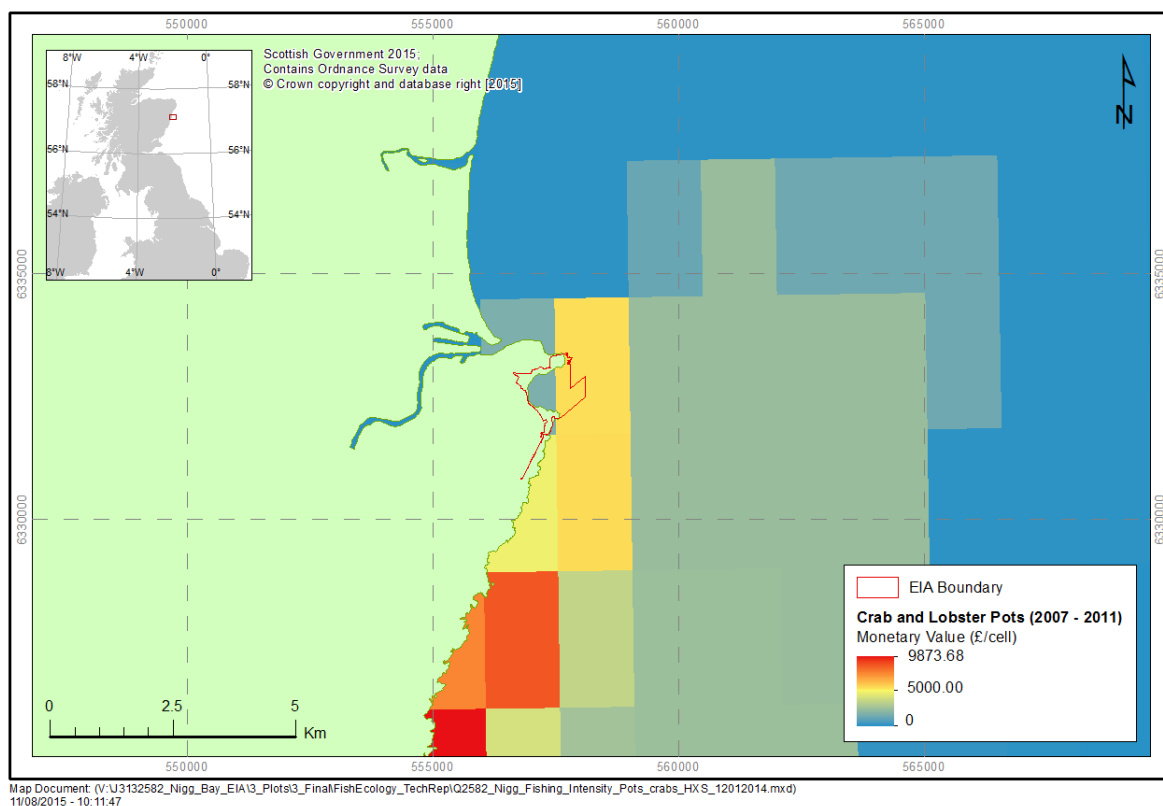 550000 555000 560000 565000
8°W 4°W 0°
Scottish Government 2015;
Contains Ordnance Survey data
© Crown copyright and database right [2015]
58°N 58°N
56°N 56°N
54°N 54°N
8°W 4°W 0°
N
6335000 6335000
6330000 6330000
EIA Boundary
Crab and Lobster Pots (2007 - 2011)
Monetary Value (£/cell)
9873.68
5000.00
0
0 2.5 5
Km
550000 555000 560000 565000
Map Document: (V:\J3132582_Nigg_Bay_EIA\3_Plots\3_Final\FishEcology_TechRep\Q2582_Nigg_Fishing_Intensity_Pots_crabs_HXS_12012014.mxd)
11/08/2015 - 10:11:47